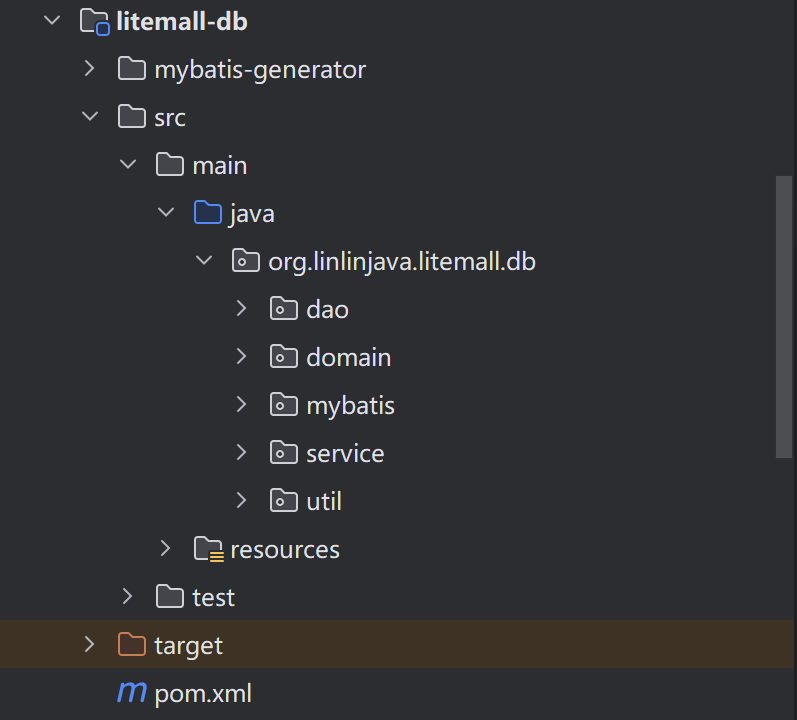 litemall-db
mybatis-generator
src
main
java
org.linlinjava.litemall.db
dao
domain
mybatis
service
util
resources
test
target
m pom.xml